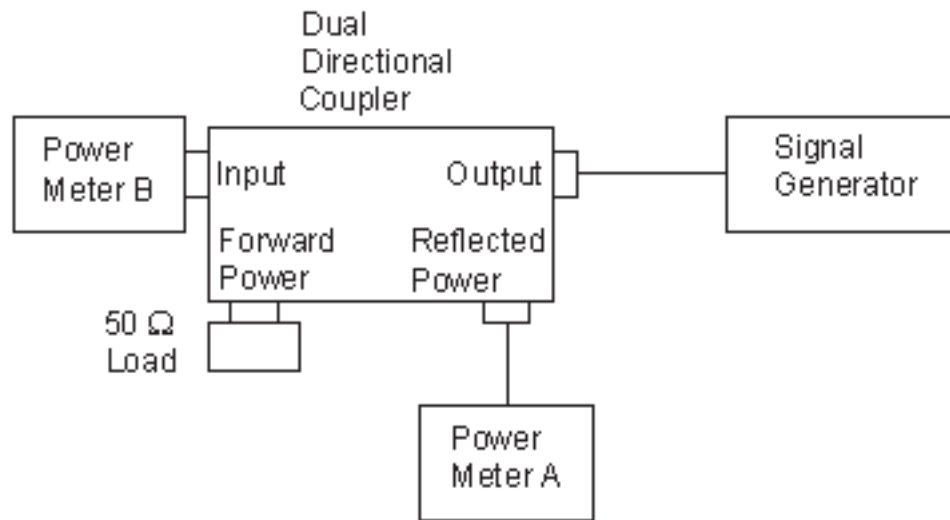 Dual
Directional
Coupler
Power
Meter B
Input
Output
Signal
Generator
Forward
Power
Reflected
Power
50 Ω
Load
Power
Meter A